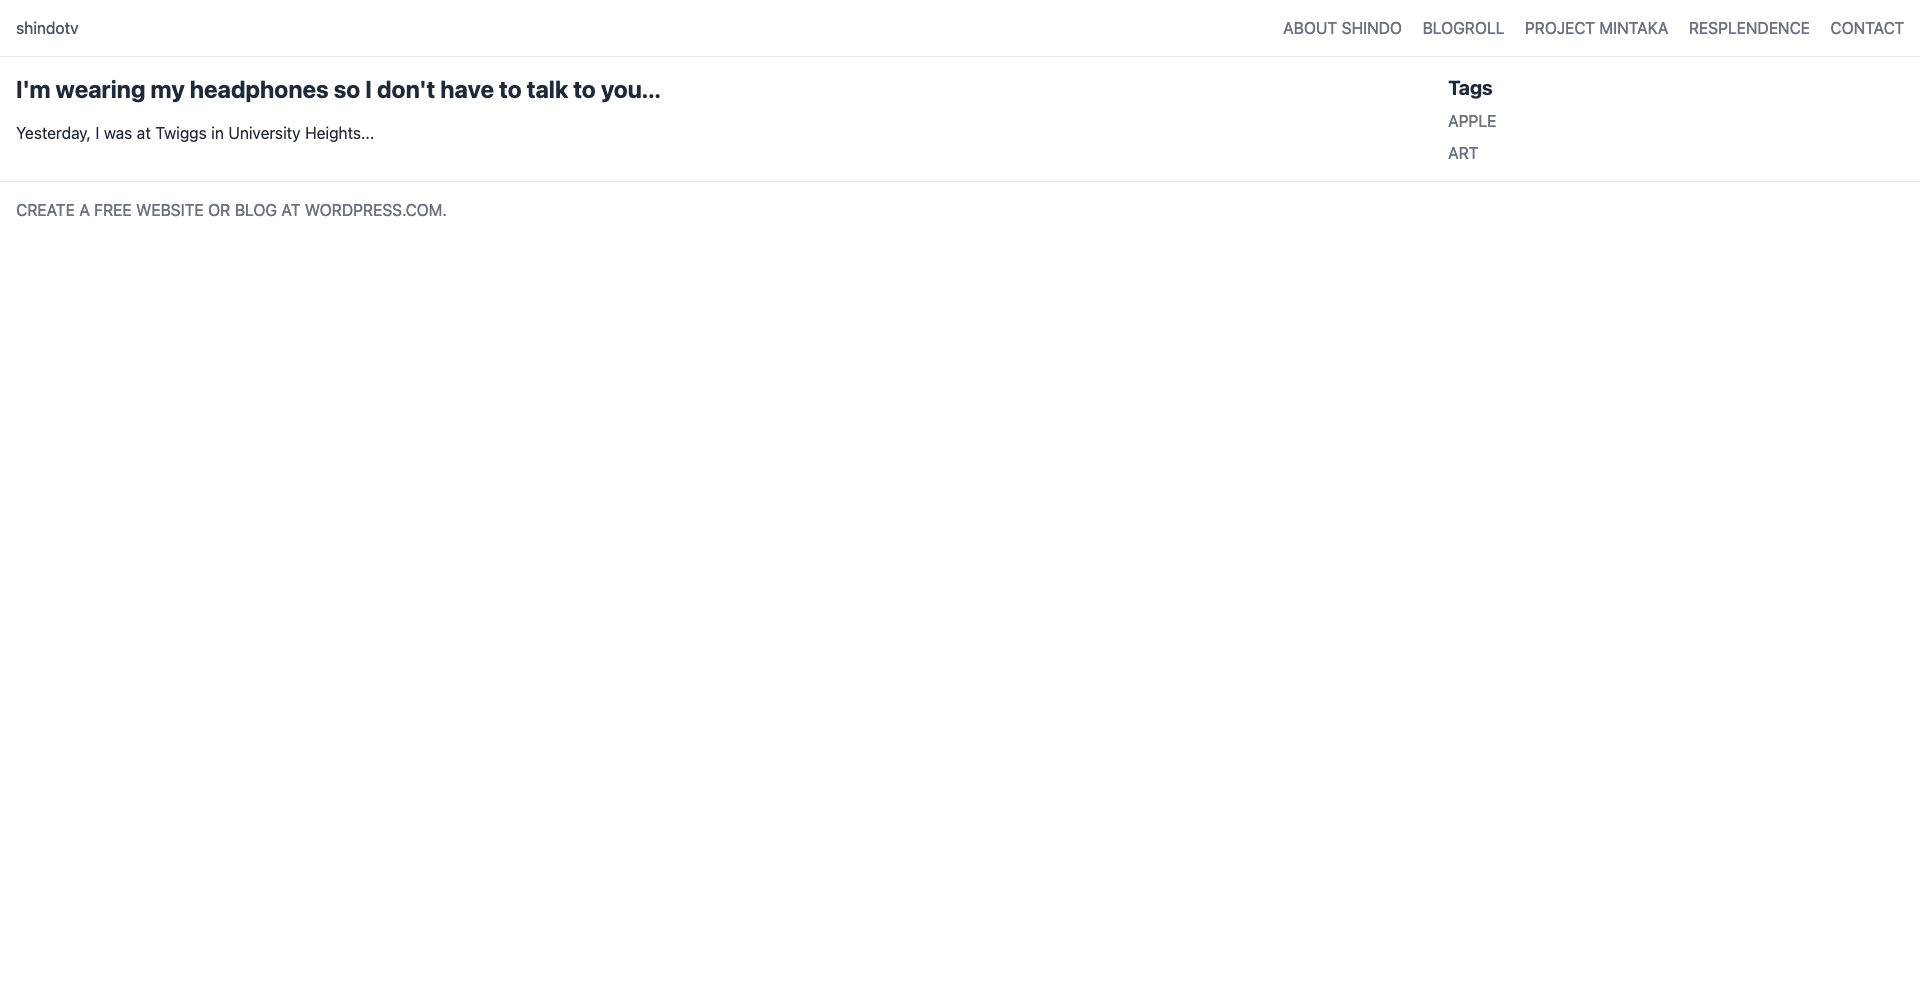 shindotv
ABOUT SHINDO BLOGROLL PROJECT MINTAKA RESPLENDENCE CONTACT
I'm wearing my headphones so I don't have to talk to you...
Yesterday, I was at Twiggs in University Heights...
Tags
APPLE
ART
CREATE A FREE WEBSITE OR BLOG AT WORDPRESS.COM.